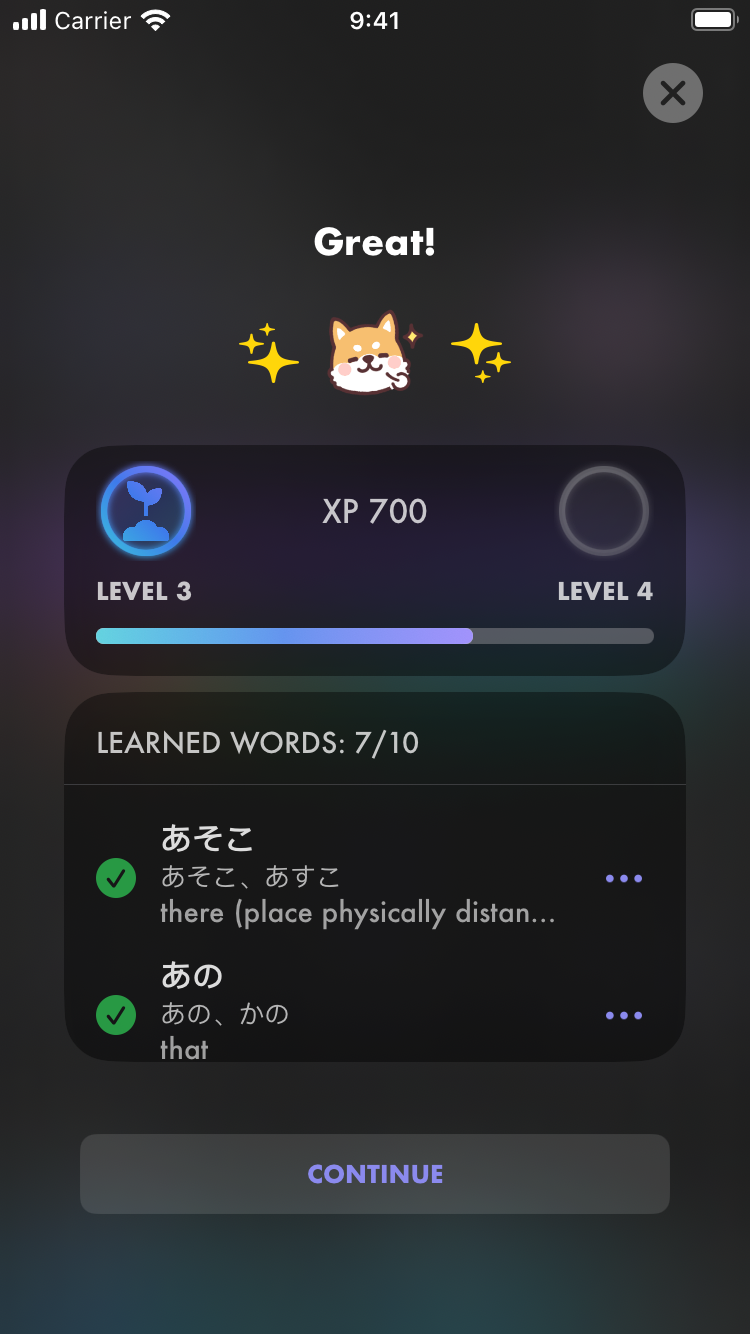 Carrier 9:41
Great!
XP 700
LEVEL 3 LEVEL 4
LEARNED WORDS: 7/10
あそこ
あそこ、あすこ
there (place physically distan...
あの
あの、かの
that
CONTINUE